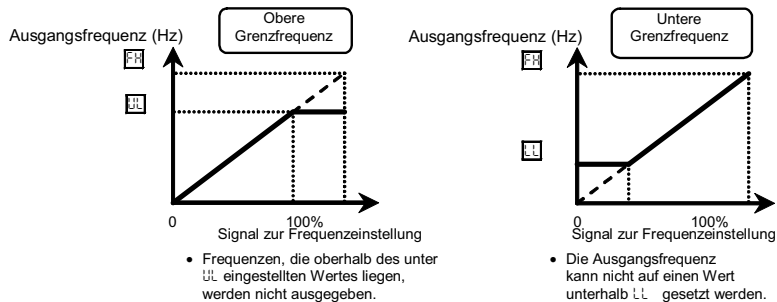 Obere
Grenzfrequenz
Ausgangsfrequenz (Hz)
FH
UL
0
100%
Signal zur Frequenzeinstellung
• Frequenzen, die oberhalb des unter
UL eingestellten Wertes liegen,
werden nicht ausgegeben.
Untere
Grenzfrequenz
Ausgangsfrequenz (Hz)
FH
LL
0
100%
Signal zur Frequenzeinstellung
• Die Ausgangsfrequenz
kann nicht auf einen Wert
unterhalb LL gesetzt werden.